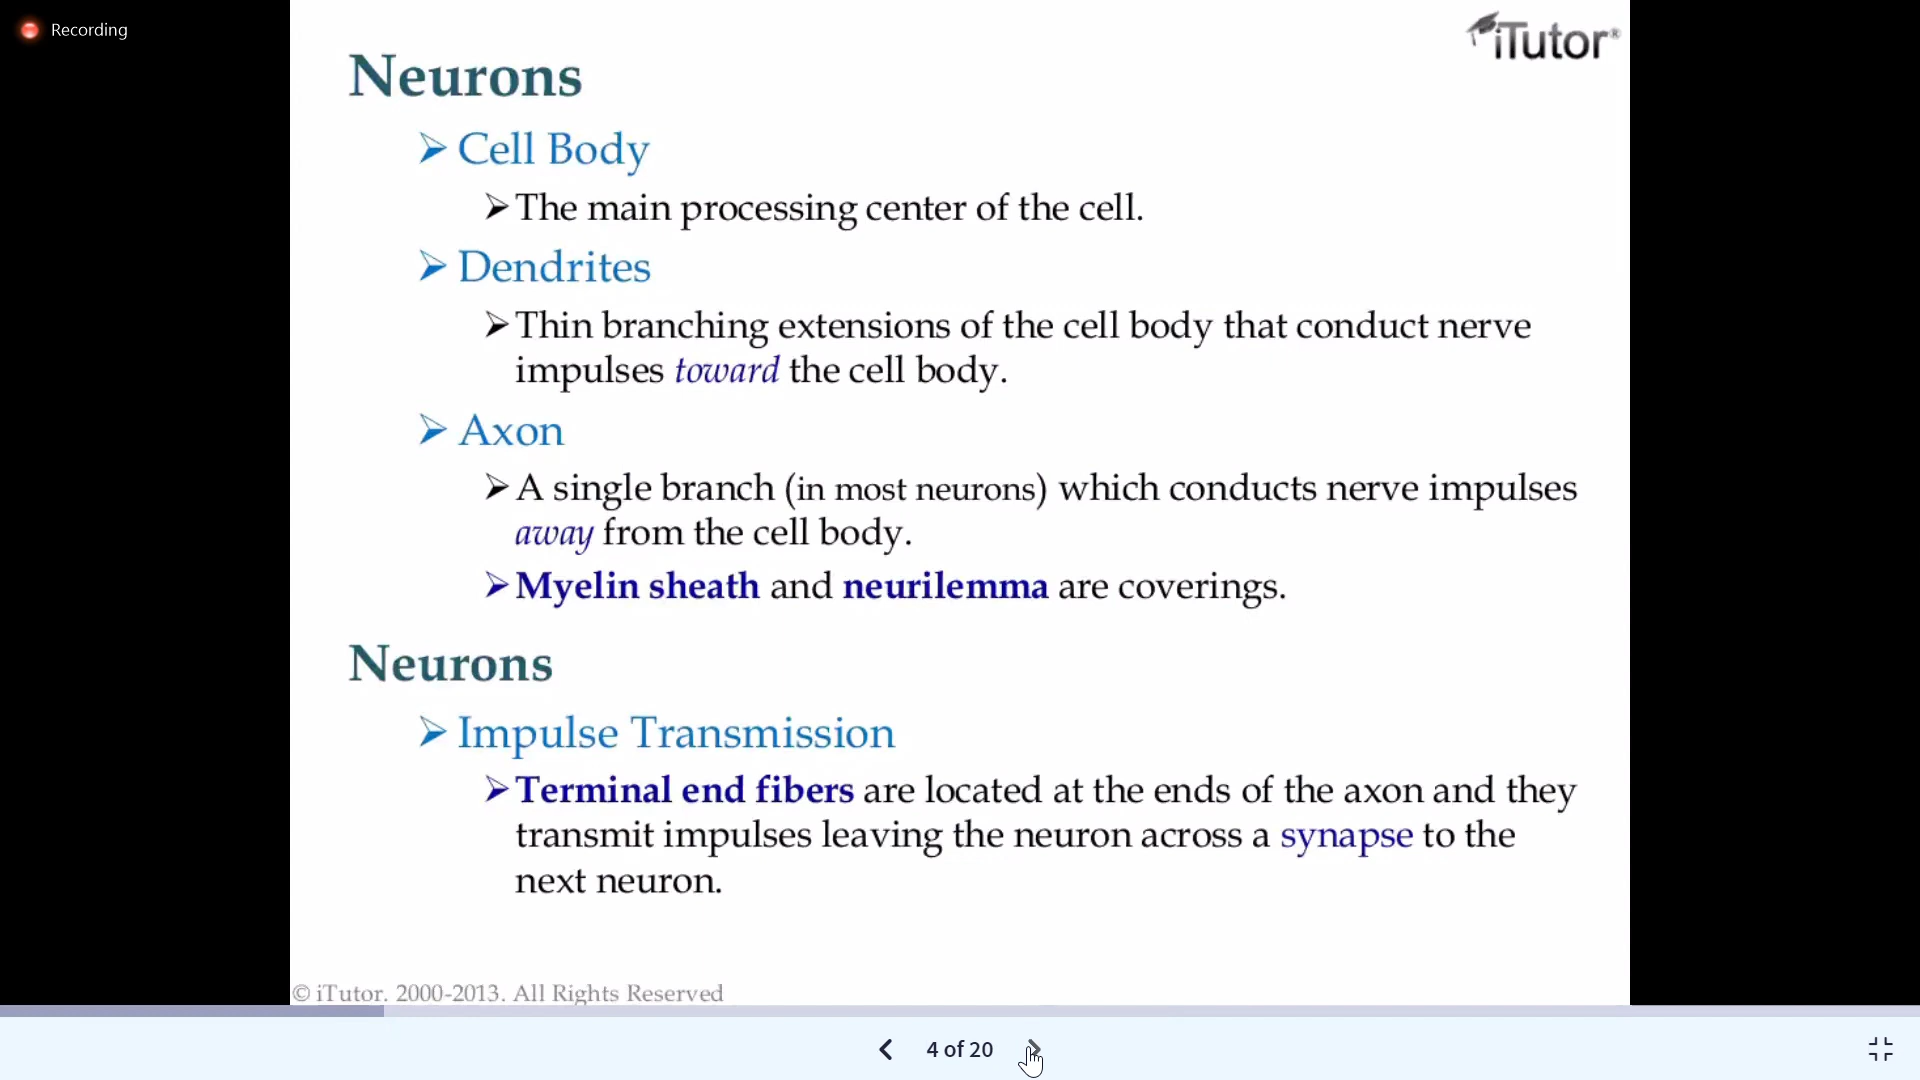 Recording
iTutor®
Neurons
➢ Cell Body
➢ The main processing center of the cell.
➢ Dendrites
➢ Thin branching extensions of the cell body that conduct nerve
impulses toward the cell body.
➢ Axon
➢ A single branch (in most neurons) which conducts nerve impulses
away from the cell body.
➢ Myelin sheath and neurilemma are coverings.
Neurons
➢ Impulse Transmission
➢ Terminal end fibers are located at the ends of the axon and they
transmit impulses leaving the neuron across a synapse to the
next neuron.
© iTutor. 2000-2013. All Rights Reserved
4 of 20